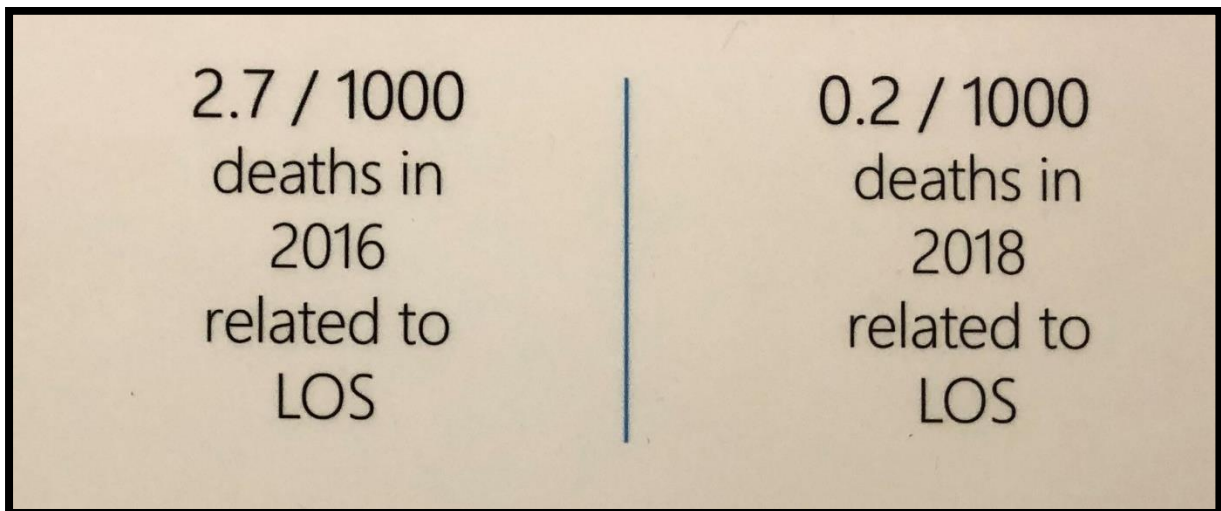 2.7 / 1000
deaths in
2016
related to
LOS
0.2 / 1000
deaths in
2018
related to
LOS